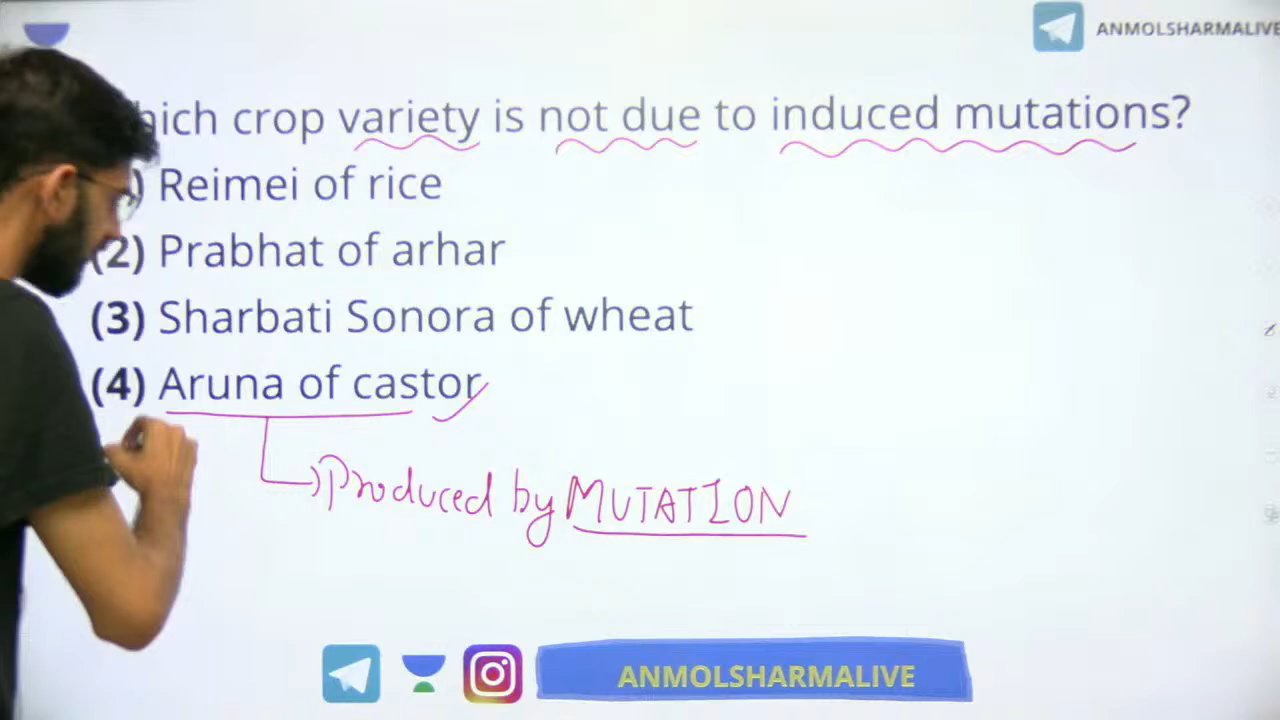 ANMOLSHARMALIVE
hich crop variety is not due to induced mutations?
) Reimei of rice
(2) Prabhat of arhar
(3) Sharbati Sonora of wheat
(4) Aruna of castor
Produced by MUTATION
ANMOLSHARMALIVE